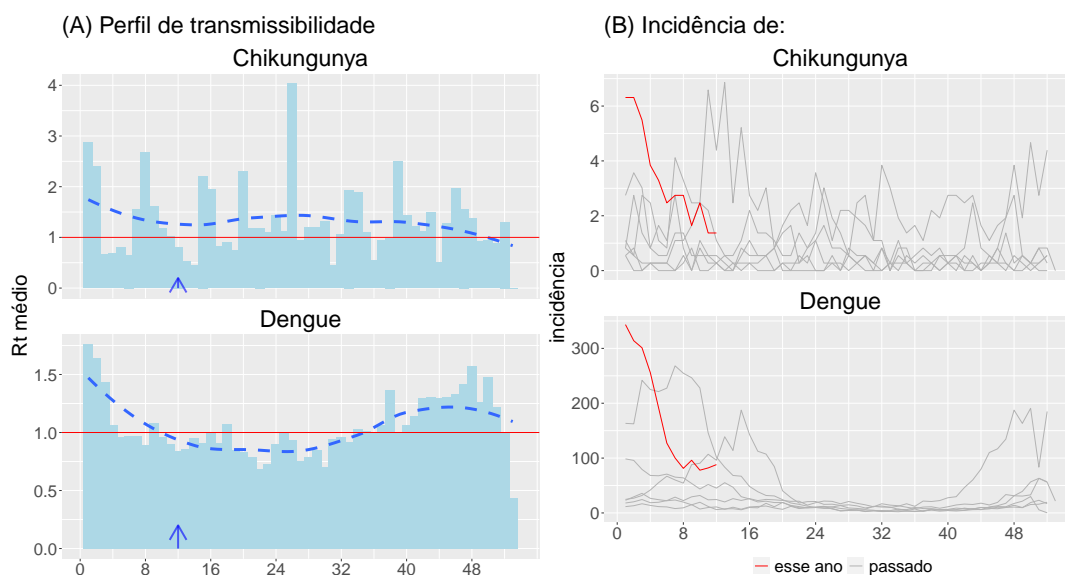 (A) Perfil de transmissibilidade
Chikungunya
4
3
2
1
0
Dengue
1.5
1.0
0.5
0.0
0 8 16 24 32 40 48
Rt médio
(B) Incidência de:
Chikungunya
6
4
2
0
Dengue
300
200
100
0
0 8 16 24 32 40 48
incidência
esse ano passado